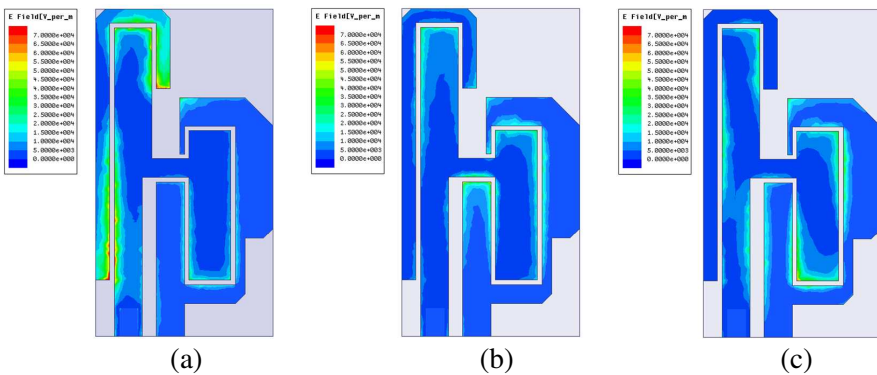 E Field[V_per_m
7.0000e+004
6.5000e+004
6.0000e+004
5.5000e+004
5.0000e+004
4.5000e+004
4.0000e+004
3.5000e+004
3.0000e+004
2.5000e+004
2.0000e+004
1.5000e+004
1.0000e+004
5.0000e+003
0.0000e+000
E Field[V_per_m
7.0000e+004
6.5000e+004
6.0000e+004
5.5000e+004
5.0000e+004
4.5000e+004
4.0000e+004
3.5000e+004
3.0000e+004
2.5000e+004
2.0000e+004
1.5000e+004
1.0000e+004
5.0000e+003
0.0000e+000
E Field[V_per_m
7.0000e+004
6.5000e+004
6.0000e+004
5.5000e+004
5.0000e+004
4.5000e+004
4.0000e+004
3.5000e+004
3.0000e+004
2.5000e+004
2.0000e+004
1.5000e+004
1.0000e+004
5.0000e+003
0.0000e+000
(a)
(b)
(c)